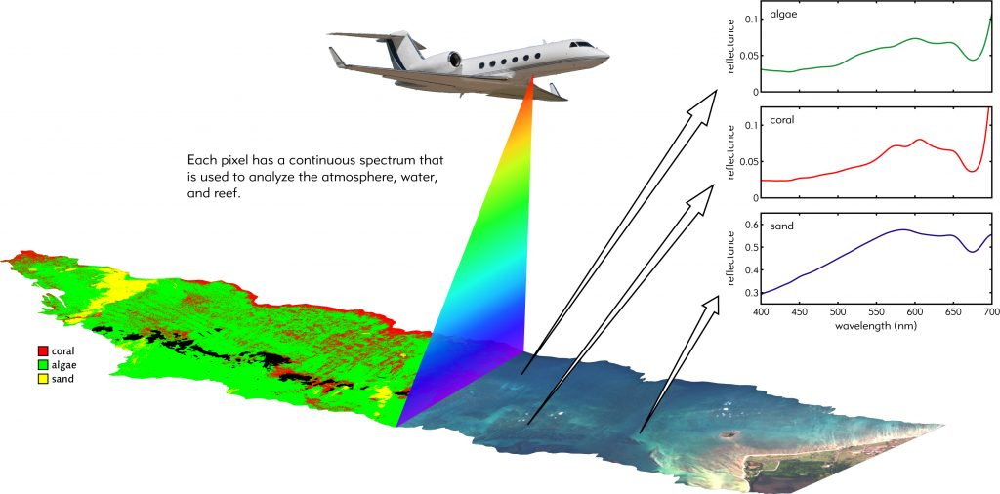 Each pixel has a continuous spectrum that
is used to analyze the atmosphere, water,
and reef.
coral
algae
sand
algae
reflectance
0.1
0.05
0
coral
reflectance
0.1
0.05
0
sand
reflectance
0.6
0.5
0.4
0.3
400 450 500 550 600 650 700
wavelength (nm)